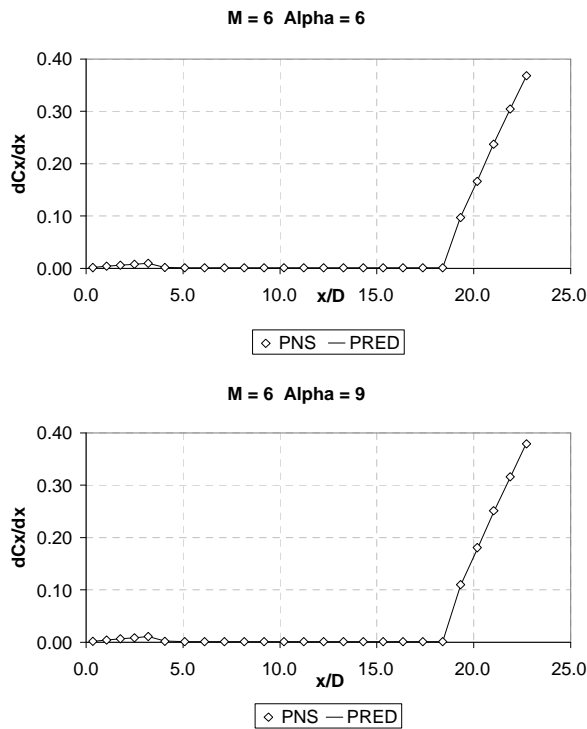 M = 6 Alpha = 6
0.40
0.30
0.20
0.10
0.00
dCx/dx
0.0 5.0 10.0 15.0 20.0 25.0
x/D
PNS PRED
M = 6 Alpha = 9
0.40
0.30
0.20
0.10
0.00
dCx/dx
0.0 5.0 10.0 15.0 20.0 25.0
x/D
PNS PRED